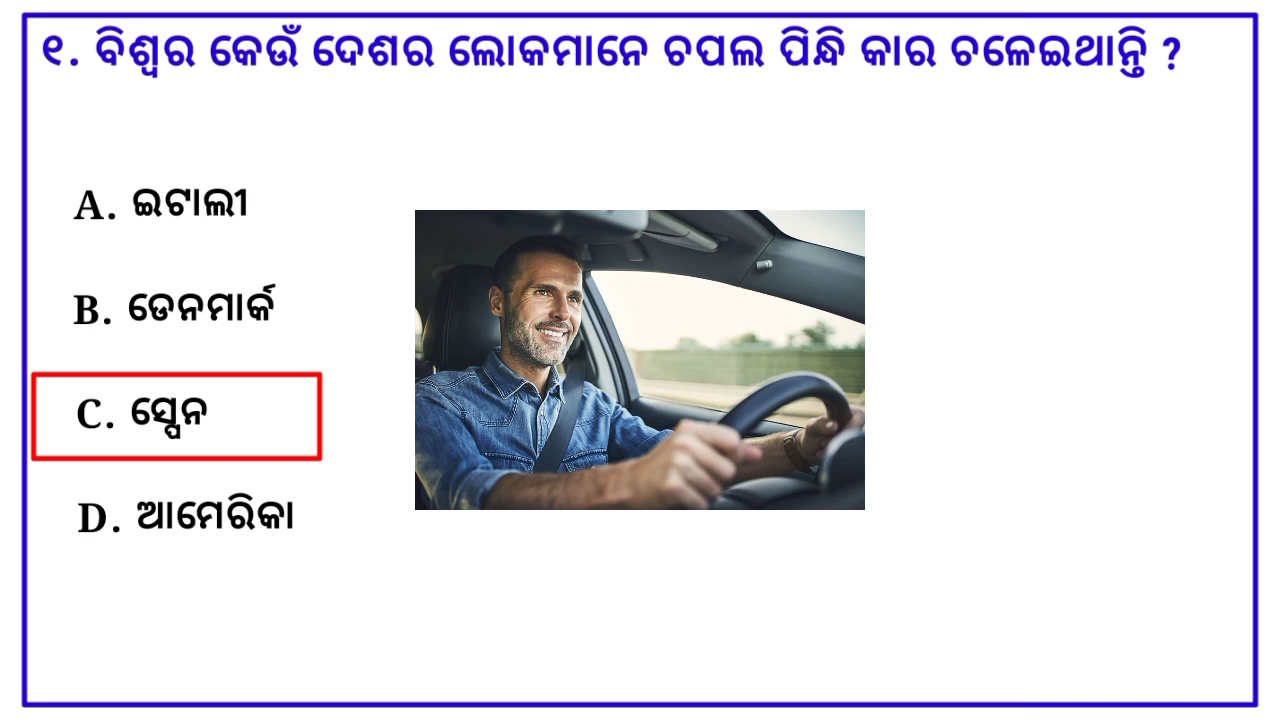 ୧. ବିଶ୍ୱର କେଉଁ ଦେଶର ଲୋକମାନେ ଚପଲ ପିନ୍ଧି କାର ଚଳେଇଥାନ୍ତି ?
A. ଇଟାଲୀ
B. ଡେନମାର୍କ
C. ସ୍ପେନ
D. ଆମେରିକା